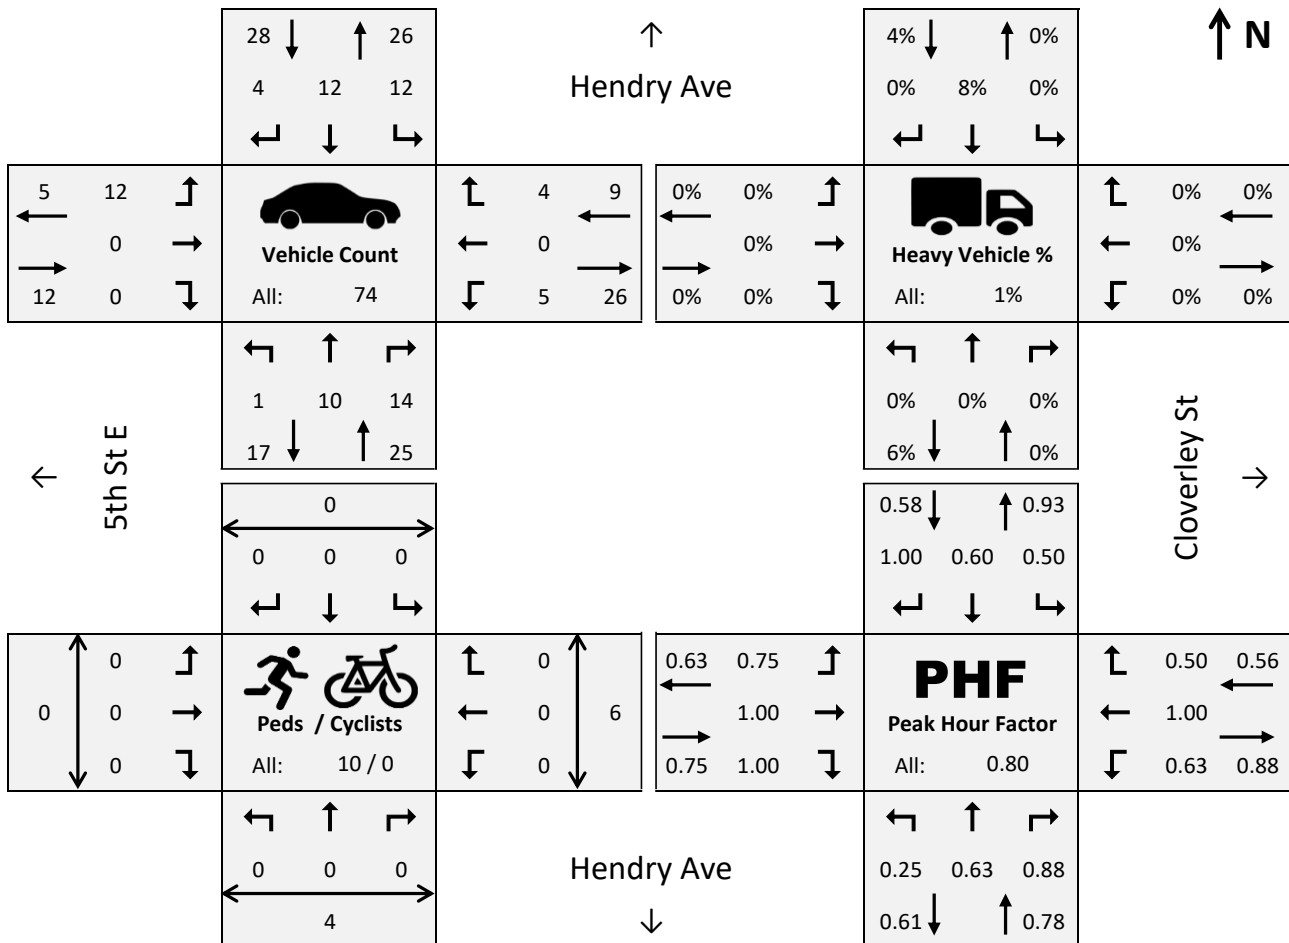 28 26
4 12 12
Hendry Ave
4% 0%
0% 8% 0%
N
5 12
0
12 0
Vehicle Count
All: 74
4 9
0
5 26
0% 0%
0%
0% 0%
Heavy Vehicle %
All: 1%
0% 0%
0%
0% 0%
1 10 14
17 25
0% 0% 0%
6% 0%
5th St E
Cloverley St
0
0 0 0
0.58 0.93
1.00 0.60 0.50
0
0
0
0
Peds / Cyclists
All: 10 / 0
0
0 6
0
0.63 0.75
1.00
0.75 1.00
PHF
Peak Hour Factor
All: 0.80
0.50 0.56
1.00
0.63 0.88
0 0 0
4
Hendry Ave
0.25 0.63 0.88
0.61 0.78